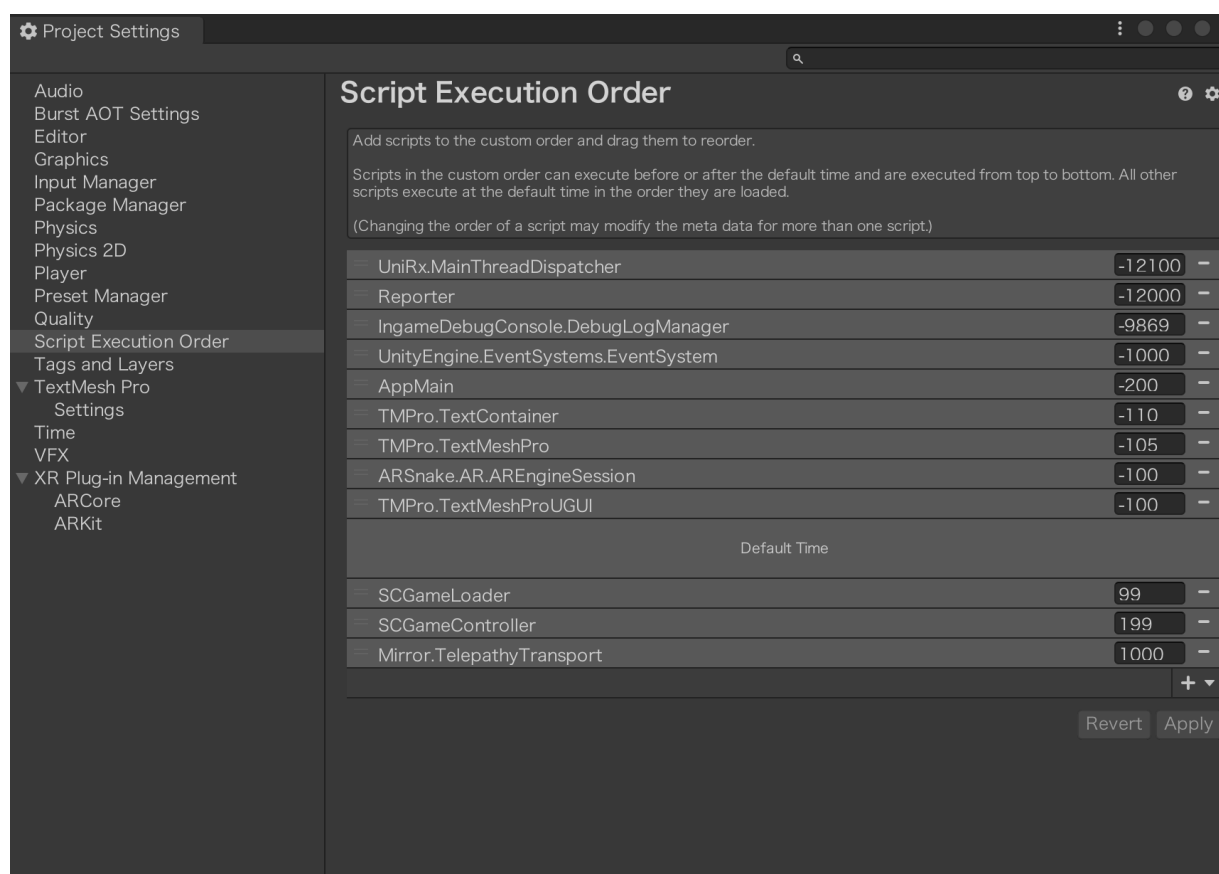 Project Settings
Audio
Burst AOT Settings
Editor
Graphics
Input Manager
Package Manager
Physics
Physics 2D
Player
Preset Manager
Quality
Script Execution Order
Tags and Layers
TextMesh Pro
Settings
Time
VFX
XR Plug-in Management
ARCore
ARKit
Script Execution Order
Add scripts to the custom order and drag them to reorder.
Scripts in the custom order can execute before or after the default time and are executed from top to bottom. All other
scripts execute at the default time in the order they are loaded.
(Changing the order of a script may modify the meta data for more than one script.)
UniRx.MainThreadDispatcher -12100
Reporter -12000
IngameDebugConsole.DebugLogManager -9869
UnityEngine.EventSystems.EventSystem -1000
AppMain -200
TMPro.TextContainer -110
TMPro.TextMeshPro -105
ARSnake.AR.AREngineSession -100
TMPro.TextMeshProUGUI -100
Default Time
SCGameLoader 99
SCGameController 199
Mirror.TelepathyTransport 1000
Revert Apply